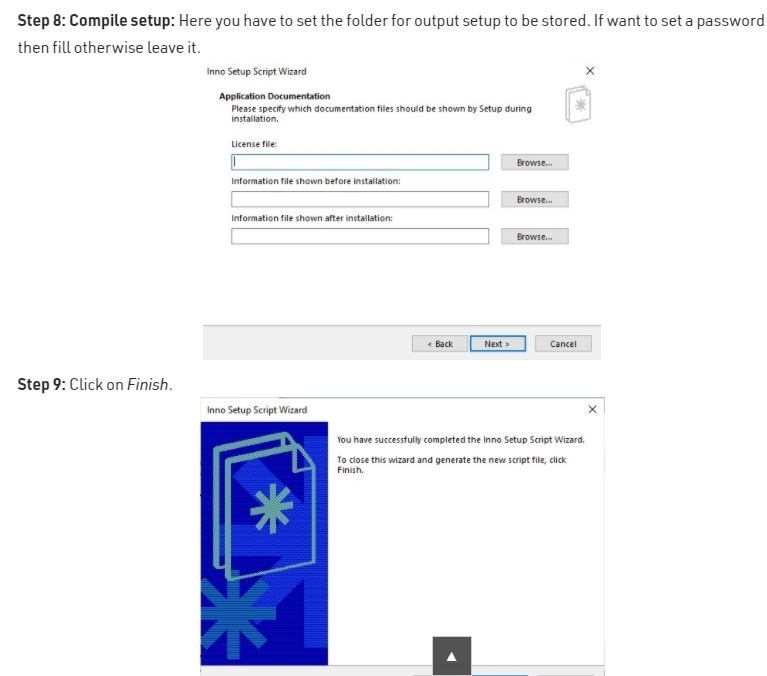 Step 8: Compile setup: Here you have to set the folder for output setup to be stored. If want to set a password
then fill otherwise leave it.
Inno Setup Script Wizard
Application Documentation
Please specify which documentation files should be shown by Setup during
installation.
License file:
Browse...
Information file shown before installation:
Browse...
Information file shown after installation:
Browse...
< Back Next > Cancel
Step 9: Click on Finish.
Inno Setup Script Wizard
You have successfully completed the Inno Setup Script Wizard.
To close this wizard and generate the new script file, click
Finish.